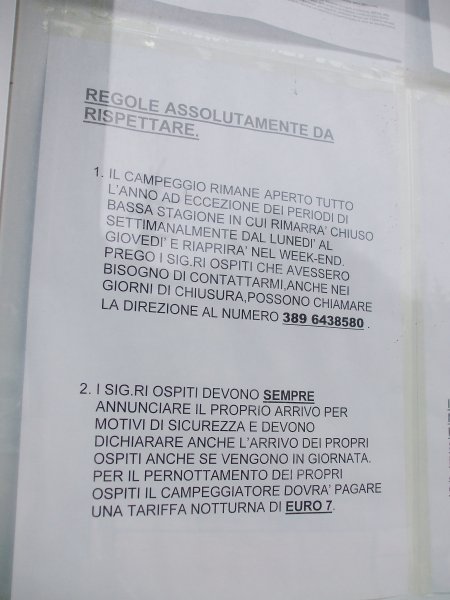 REGOLE ASSOLUTAMENTE DA
RISPETTARE.
1. IL CAMPEGGIO RIMANE APERTO TUTTO
L'ANNO AD ECCEZIONE DEI PERIODI DI
BASSA STAGIONE IN CUI RIMARRA' CHIUSO
SETTIMANALMENTE DAL LUNEDI' AL
GIOVEDI' E RIAPRIRA' NEL WEEK-END.
PREGO I SIG.RI OSPITI CHE AVESSERO
BISOGNO DI CONTATTARMI,ANCHE NEI
GIORNI DI CHIUSURA,POSSONO CHIAMARE
LA DIREZIONE AL NUMERO 389 6438580 .
2. I SIG.RI OSPITI DEVONO SEMPRE
ANNUNCIARE IL PROPRIO ARRIVO PER
MOTIVI DI SICUREZZA E DEVONO
DICHIARARE ANCHE L'ARRIVO DEI PROPRI
OSPITI ANCHE SE VENGONO IN GIORNATA.
PER IL PERNOTTAMENTO DEI PROPRI
OSPITI IL CAMPEGGIATORE DOVRA' PAGARE
UNA TARIFFA NOTTURNA DI EURO 7.